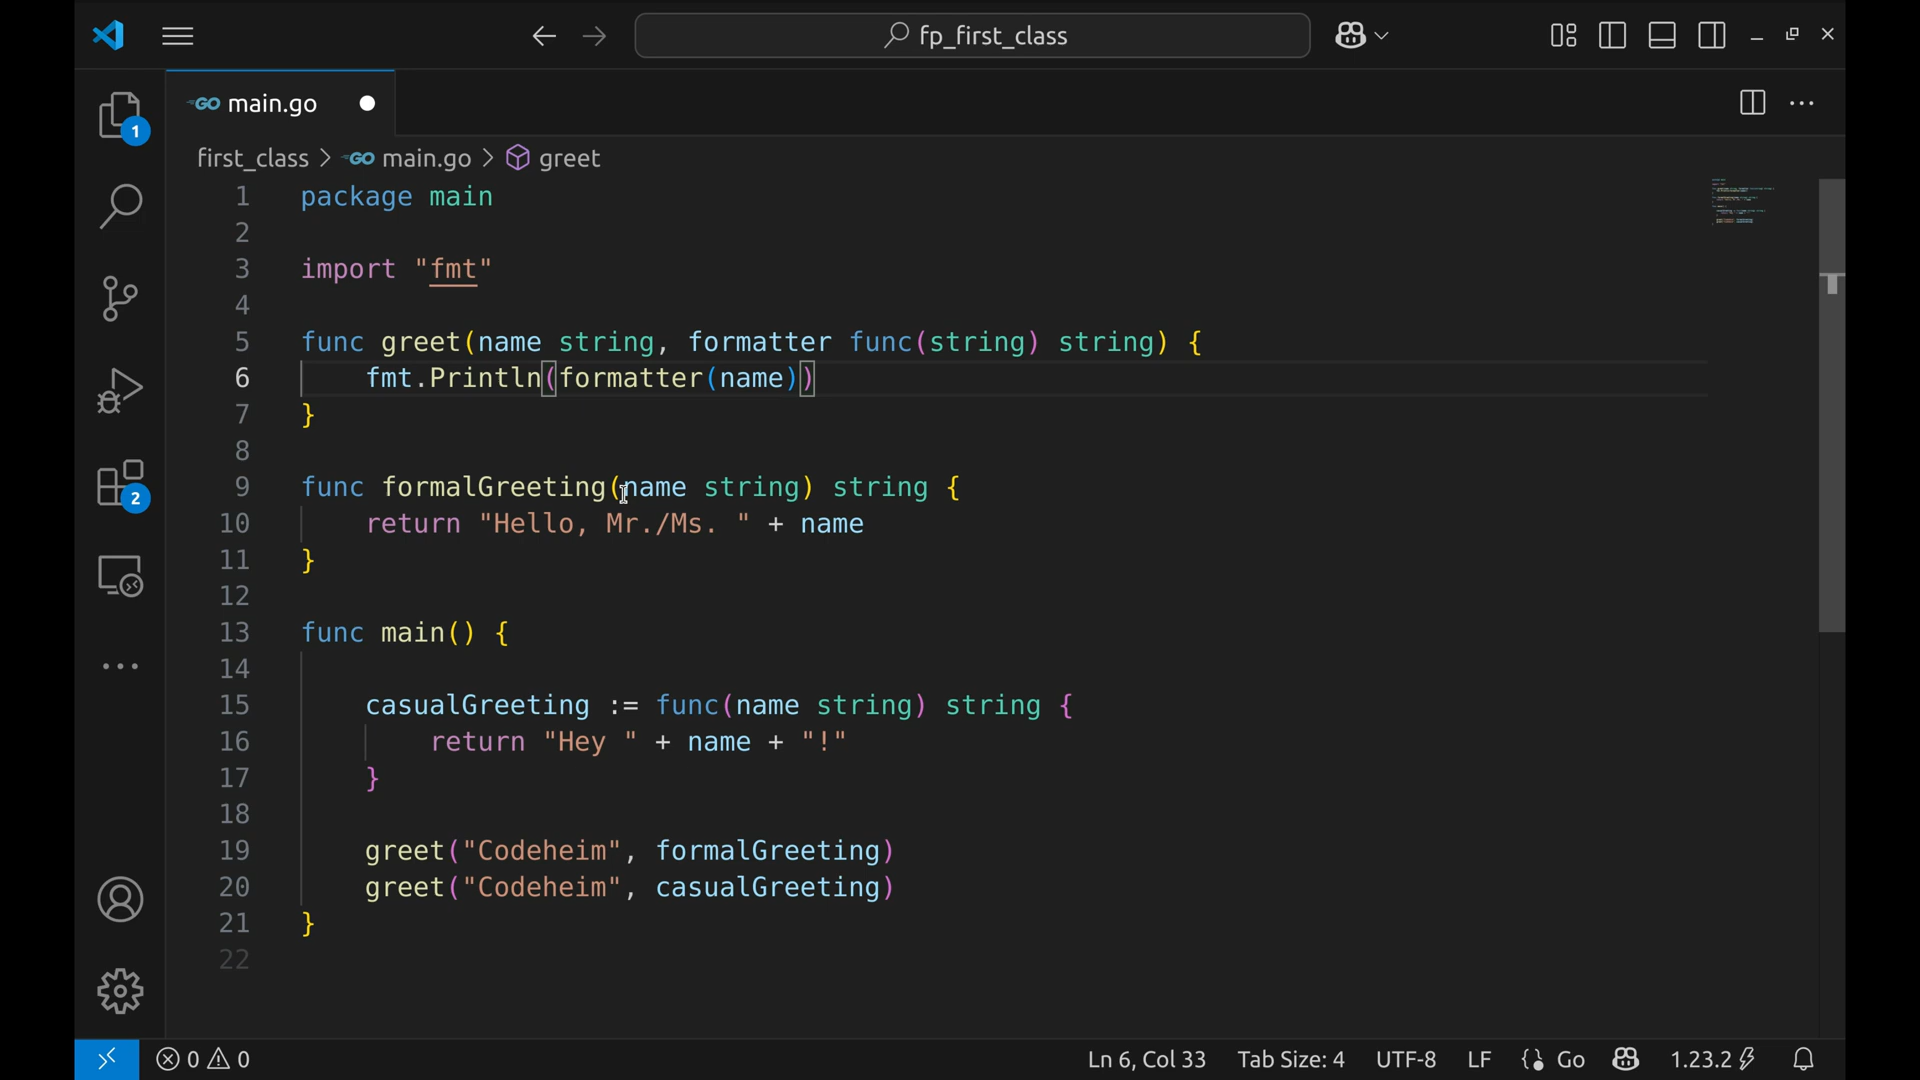 fp_first_class
GO main.go
1
first_class > GO main.go > greet
1 package main
2
3 import "fmt"
4
5 func greet(name string, formatter func(string) string) {
6     fmt.Println(formatter(name))
7 }
8
9 func formalGreeting(name string) string {
10     return "Hello, Mr./Ms. " + name
11 }
12
13 func main() {
14
15     casualGreeting := func(name string) string {
16         return "Hey " + name + "!"
17     }
18
19     greet("Codeheim", formalGreeting)
20     greet("Codeheim", casualGreeting)
21 }
22
2
0 0 Ln 6, Col 33 Tab Size: 4 UTF-8 LF Go 1.23.2